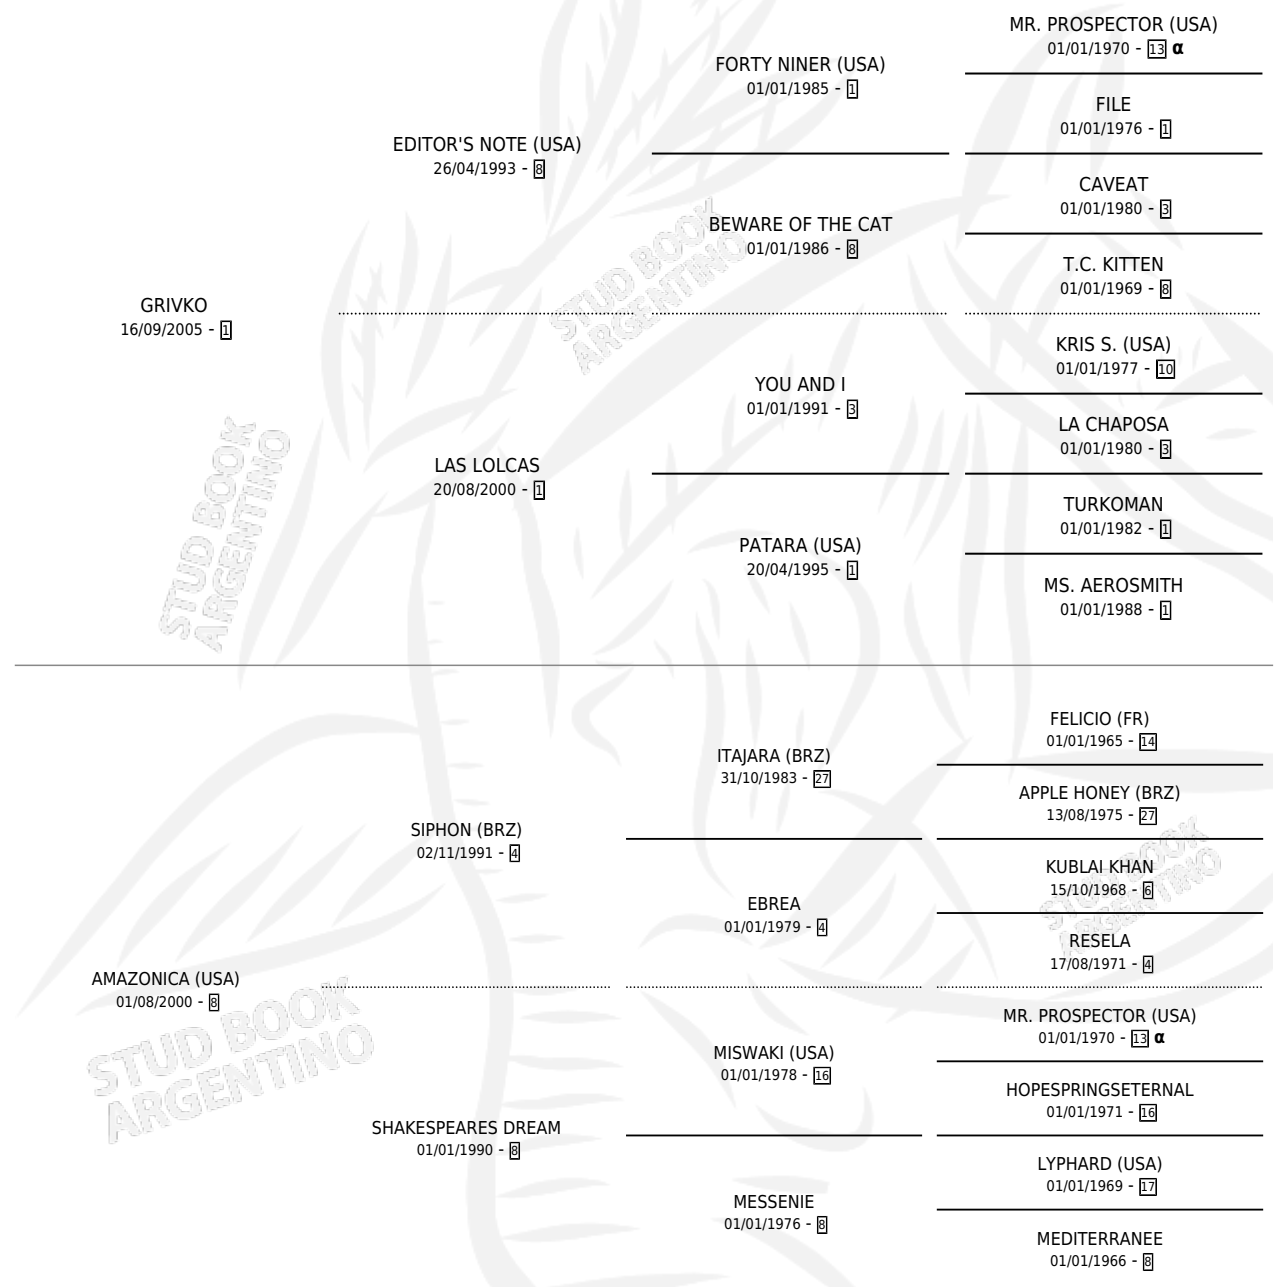 MR. PROSPECTOR (USA)
01/01/1970 - 13 α
FORTY NINER (USA)
01/01/1985 - 1
FILE
01/01/1976 - 1
EDITOR'S NOTE (USA)
26/04/1993 - 8
CAVEAT
01/01/1980 - 3
BEWARE OF THE CAT
01/01/1986 - 8
T.C. KITTEN
01/01/1969 - 8
GRIVKO
16/09/2005 - 1
KRIS S. (USA)
01/01/1977 - 10
YOU AND I
01/01/1991 - 3
LA CHAPOSA
01/01/1980 - 3
LAS LOLCAS
20/08/2000 - 1
TURKOMAN
01/01/1982 - 1
PATARA (USA)
20/04/1995 - 1
MS. AEROSMITH
01/01/1988 - 1
FELICIO (FR)
01/01/1965 - 14
ITAJARA (BRZ)
31/10/1983 - 27
APPLE HONEY (BRZ)
13/08/1975 - 27
SIPHON (BRZ)
02/11/1991 - 4
KUBLAI KHAN
15/10/1968 - 6
EBREA
01/01/1979 - 4
RESELA
17/08/1971 - 4
AMAZONICA (USA)
01/08/2000 - 8
MR. PROSPECTOR (USA)
01/01/1970 - 13 α
MISWAKI (USA)
01/01/1978 - 16
HOPESPRINGSETERNAL
01/01/1971 - 16
SHAKESPEARES DREAM
01/01/1990 - 8
LYPHARD (USA)
01/01/1969 - 17
MESSENIE
01/01/1976 - 8
MEDITERRANEE
01/01/1966 - 8
STUD BOOK
ARGENTINO
STUD BOOK
ARGENTINO
STUD BOOK
ARGENTINO
STUD BOOK
ARGENTINO